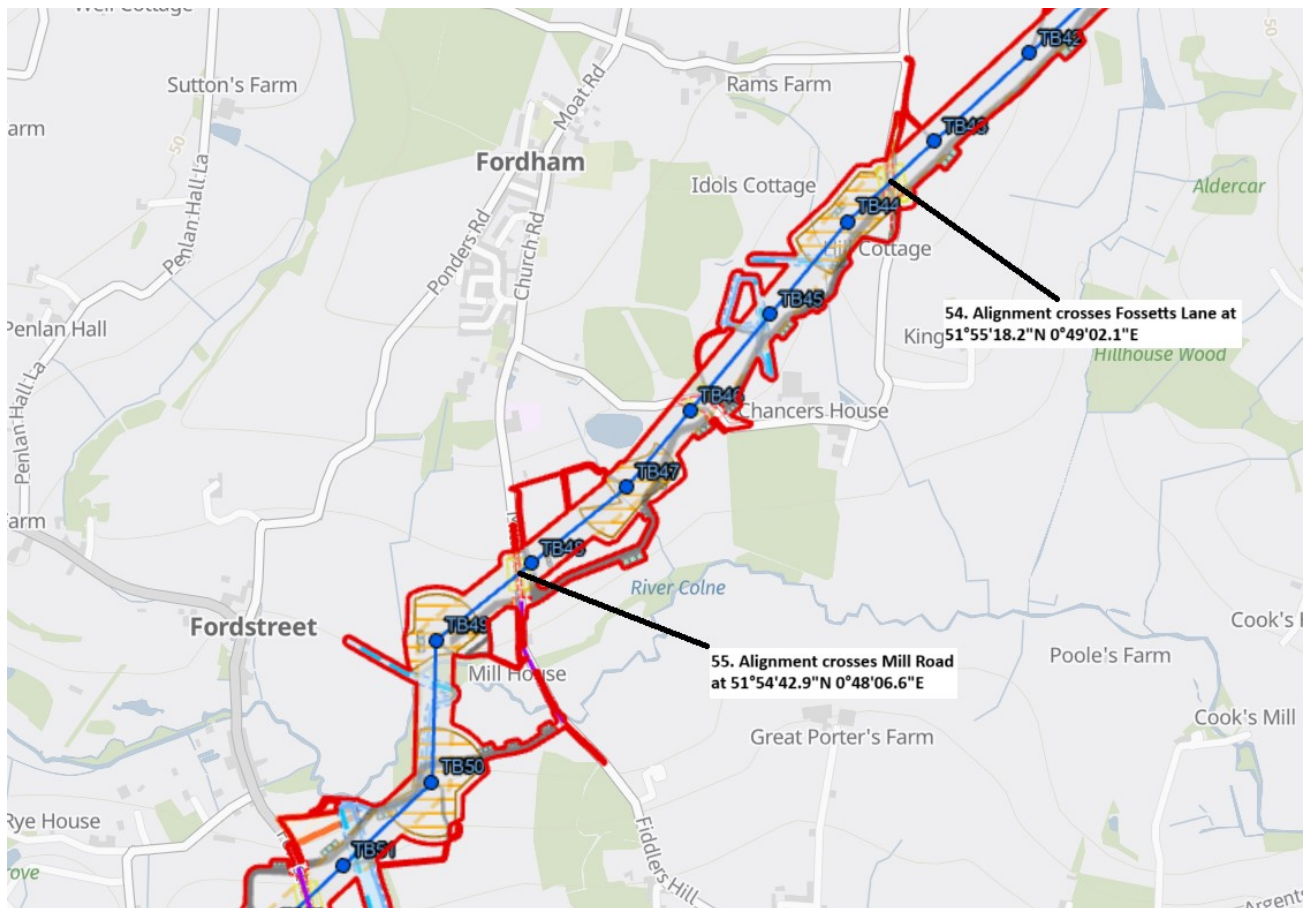 Well Cottage
Sutton's Farm
Moat Rd
Rams Farm
TB42
50
arm
50
TB43
Fordham
Idols Cottage
Aldercar
Penlan Hall La
Ponders Rd
Church Rd
TB44
Hill Cottage
54. Alignment crosses Fossetts Lane at
51°55'18.2"N 0°49'02.1"E
TB45
Penlan Hall
King
Hillhouse Wood
Penlan Hall La
TB46
Chancers House
TB47
Farm
M
TB48
River Colne
Fordstreet
TB49
Cook's
Poole's Farm
55. Alignment crosses Mill Road
at 51°54'42.9"N 0°48'06.6"E
Mill House
Cook's Mill
Great Porter's Farm
TB50
Rye House
Fiddlers Hill
TB51
rove
Argents